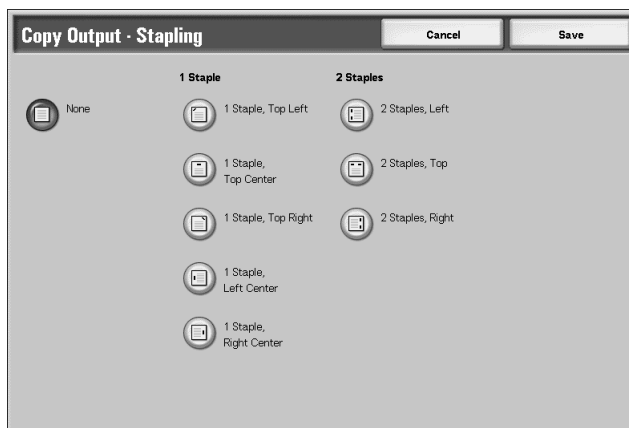 Copy Output - Stapling
Cancel
Save
1 Staple
2 Staples
None
1 Staple, Top Left
2 Staples, Left
1 Staple,
Top Center
2 Staples, Top
1 Staple, Top Right
2 Staples, Right
1 Staple,
Left Center
1 Staple,
Right Center